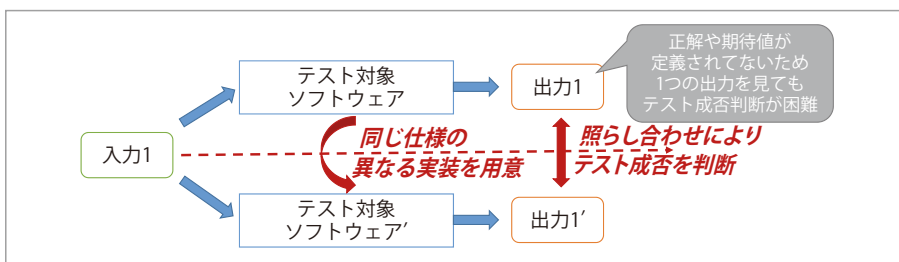 正解や期待値が
定義されてないため
1つの出力を見ても
テスト成否判断が困難
テスト対象
ソフトウェア
出力1
入力1
同じ仕様の
異なる実装を用意
照らし合わせにより
テスト成否を判断
テスト対象
ソフトウェア′
出力1′